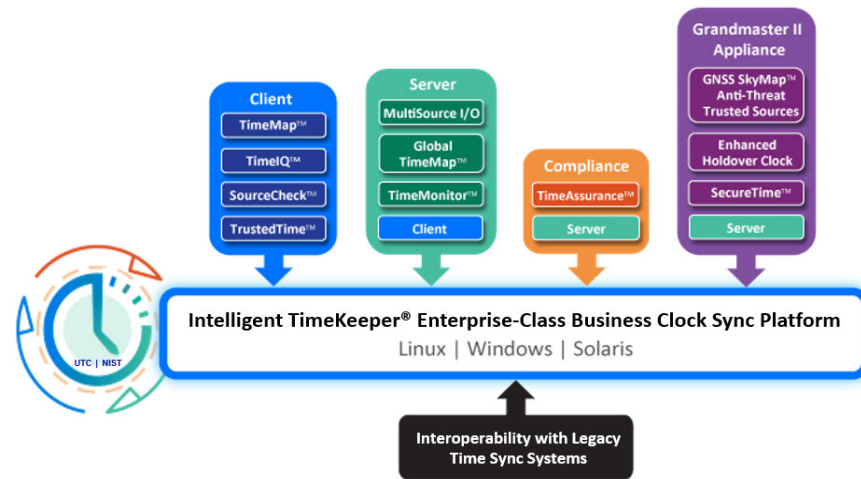 Client
TimeMap™
TimeIQ™
SourceCheck™
TrustedTime™
Server
MultiSource I/O
Global
TimeMap™
TimeMonitor™
Client
Compliance
TimeAssurance™
Server
Grandmaster II
Appliance
GNSS SkyMap™
Anti-Threat
Trusted Sources
Enhanced
Holdover Clock
SecureTime™
Server
UTC | NIST
Intelligent TimeKeeper® Enterprise-Class Business Clock Sync Platform
Linux | Windows | Solaris
Interoperability with Legacy
Time Sync Systems